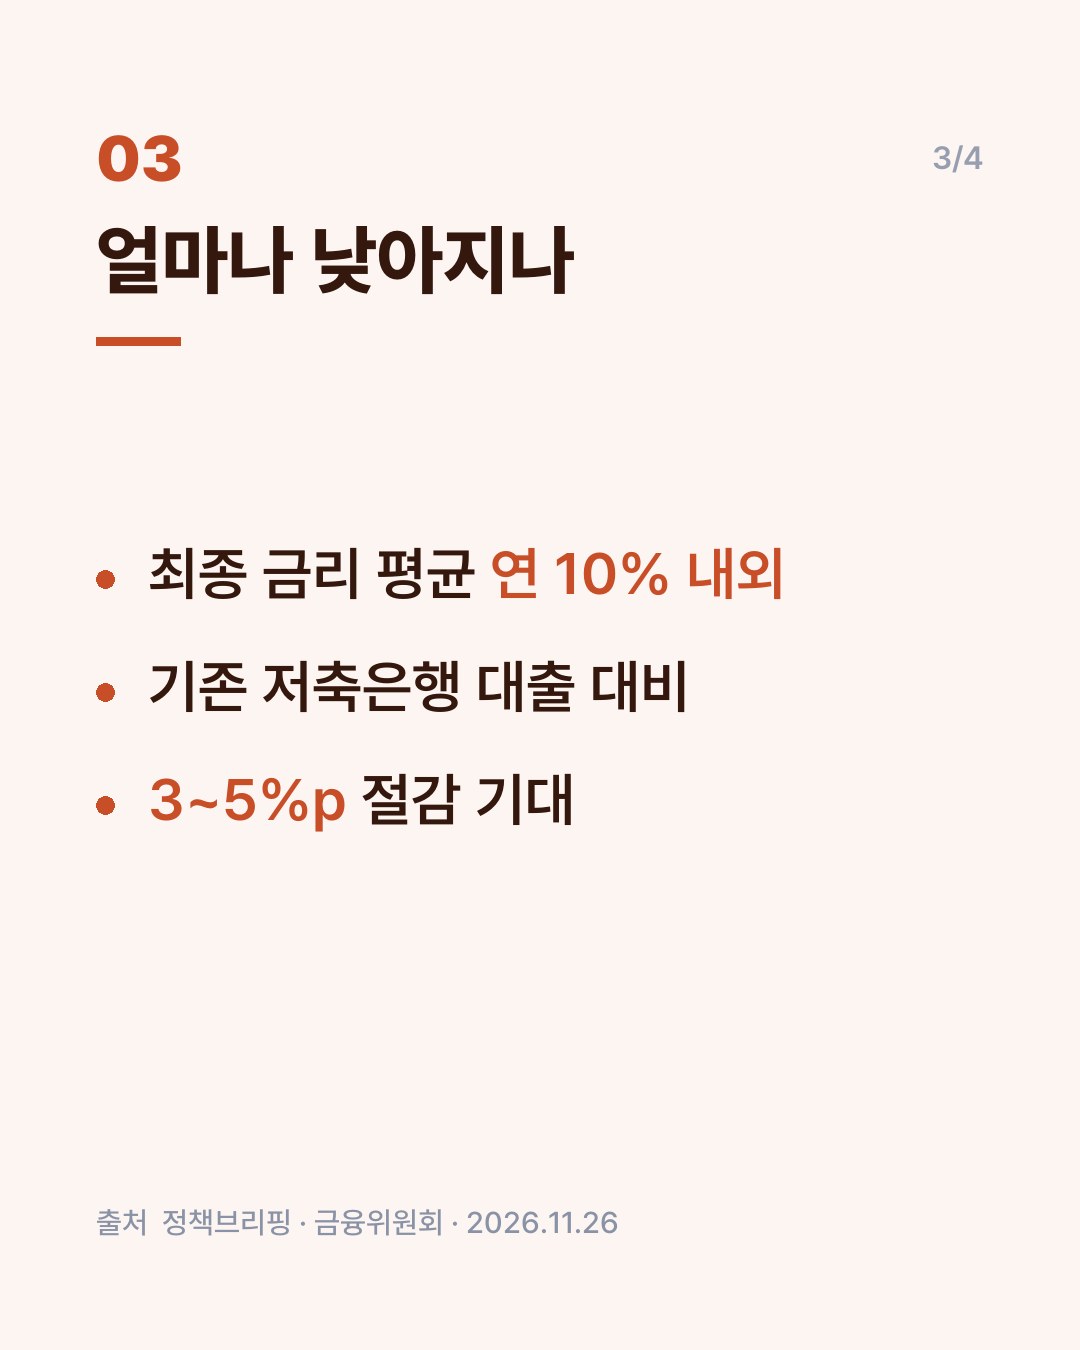 03
3/4
얼마나 낮아지나
최종 금리 평균 연 10% 내외
기존 저축은행 대출 대비
3~5%p 절감 기대
출처 정책브리핑 · 금융위원회 · 2026.11.26